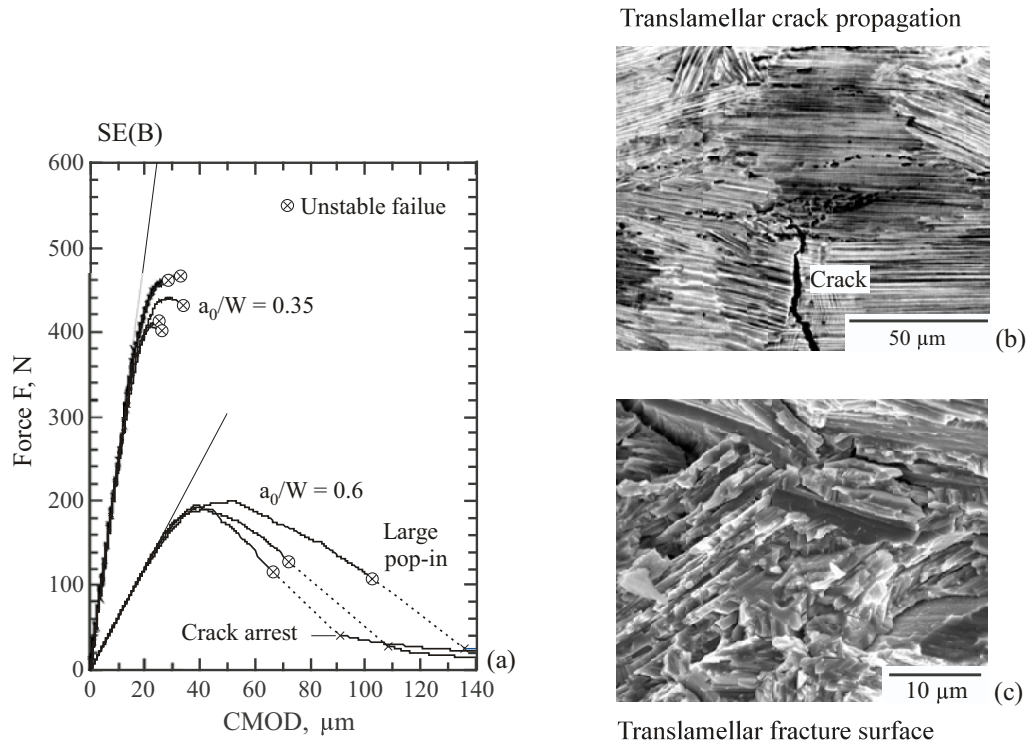 Translamellar crack propagation
SE(B)
600
500
400
300
200
100
0
Force F, N
⊗ Unstable failue
a₀/W = 0.35
a₀/W = 0.6
Large
pop-in
Crack arrest
0 20 40 60 80 100 120 140
CMOD, µm
(a)
Crack
50 µm
(b)
10 µm
(c)
Translamellar fracture surface